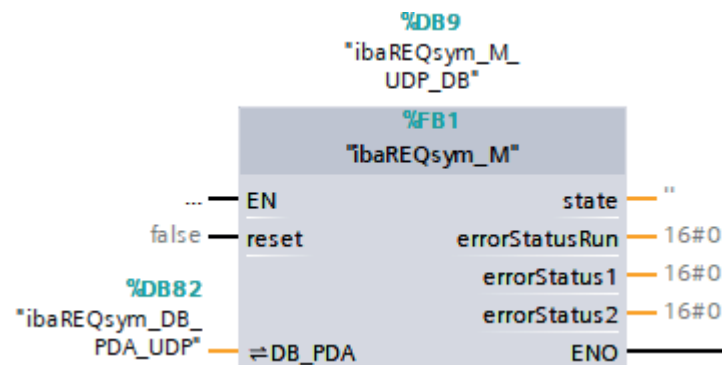 %DB9
"ibaREQsym_M_
UDP_DB"
%FB1
"ibaREQsym_M"
... EN state ''
false reset errorStatusRun 16#0
%DB82 errorStatus1 16#0
"ibaREQsym_DB_ errorStatus2 16#0
PDA_UDP" ⇌DB_PDA ENO